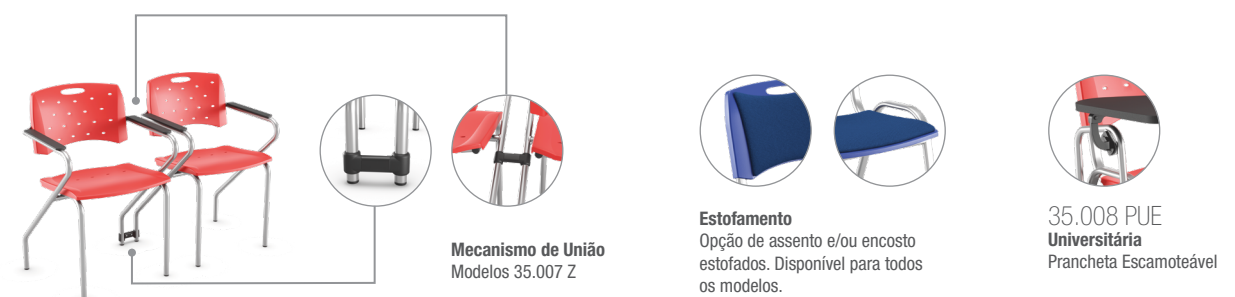 Mecanismo de União
Modelos 35.007 Z
Estofamento
Opção de assento e/ou encosto
estofados. Disponível para todos
os modelos.
35.008 PUE
Universitária
Prancheta Escamoteável